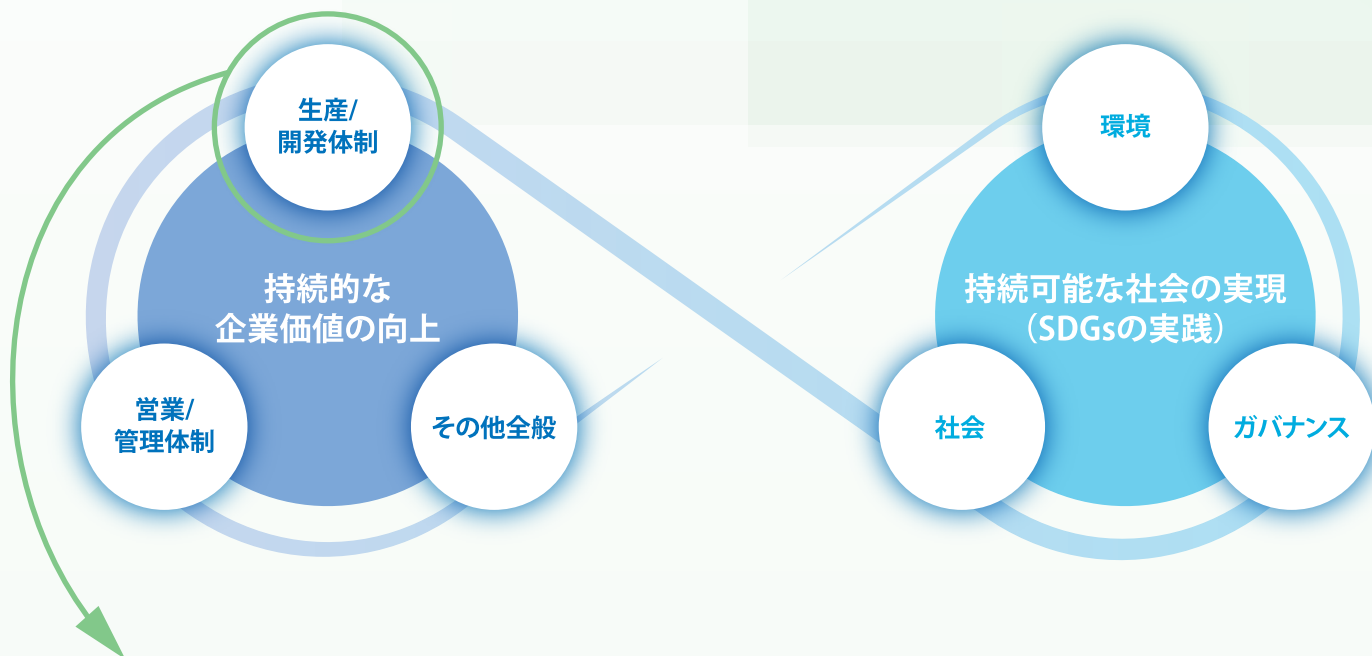 生産/
開発体制
持続的な
企業価値の向上
営業/
管理体制
その他全般
環境
持続可能な社会の実現
（SDGsの実践）
社会
ガバナンス